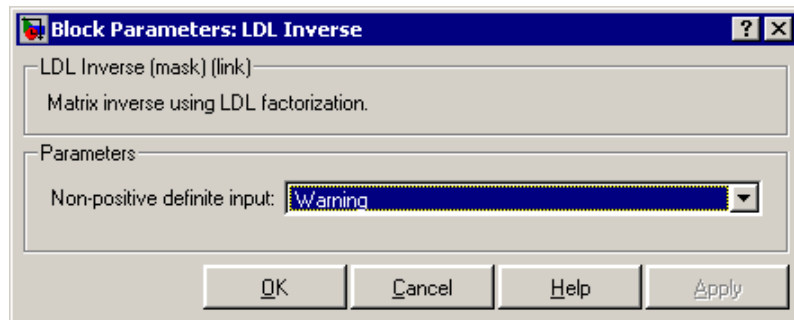 Block Parameters: LDL Inverse
LDL Inverse (mask) (link)
Matrix inverse using LDL factorization.
Parameters
Non-positive definite input: Warning
OK Cancel Help Apply